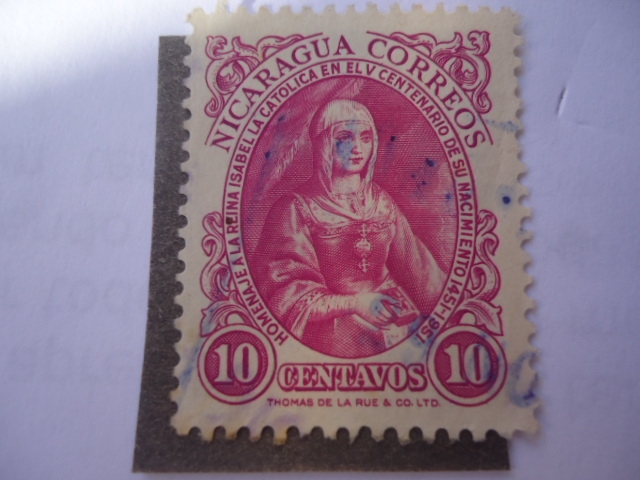 NICARAGUA CORREOS
HOMENAJE Á LA REINA ISABEL LA CATOLICA EN EL V CENTENARIO DE SU NACIMIENTO 1451-1951
10 CENTAVOS 10
THOMAS DE LA RUE & CO. LTD.